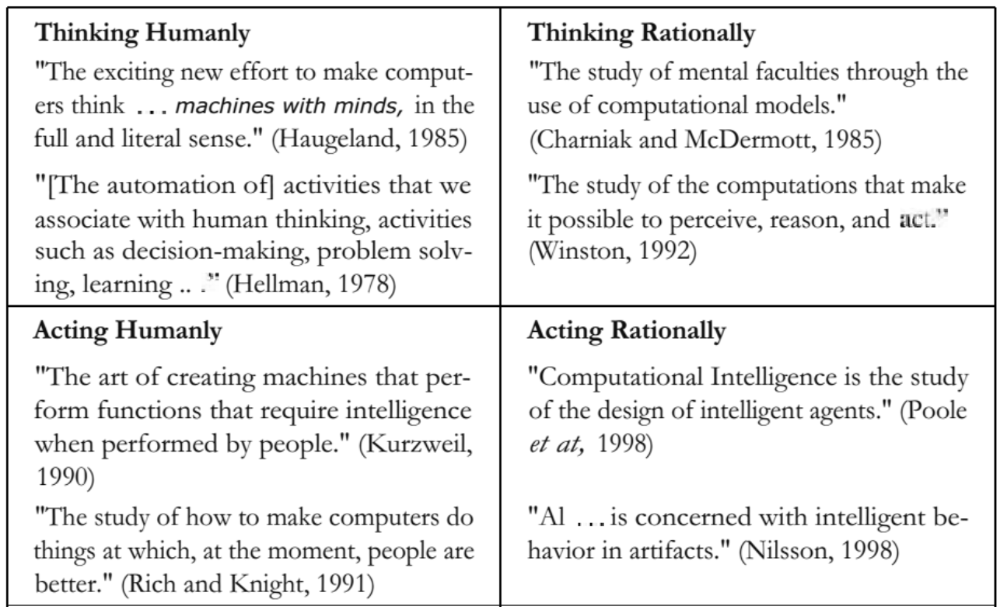 Thinking Humanly
"The exciting new effort to make comput-
ers think ... machines with minds, in the
full and literal sense." (Haugeland, 1985)
"[The automation of] activities that we
associate with human thinking, activities
such as decision-making, problem solv-
ing, learning .. ." (Hellman, 1978)
Thinking Rationally
"The study of mental faculties through the
use of computational models."
(Charniak and McDermott, 1985)
"The study of the computations that make
it possible to perceive, reason, and act."
(Winston, 1992)
Acting Humanly
"The art of creating machines that per-
form functions that require intelligence
when performed by people." (Kurzweil,
1990)
"The study of how to make computers do
things at which, at the moment, people are
better." (Rich and Knight, 1991)
Acting Rationally
"Computational Intelligence is the study
of the design of intelligent agents." (Poole
et at, 1998)
"Al ... is concerned with intelligent be-
havior in artifacts." (Nilsson, 1998)